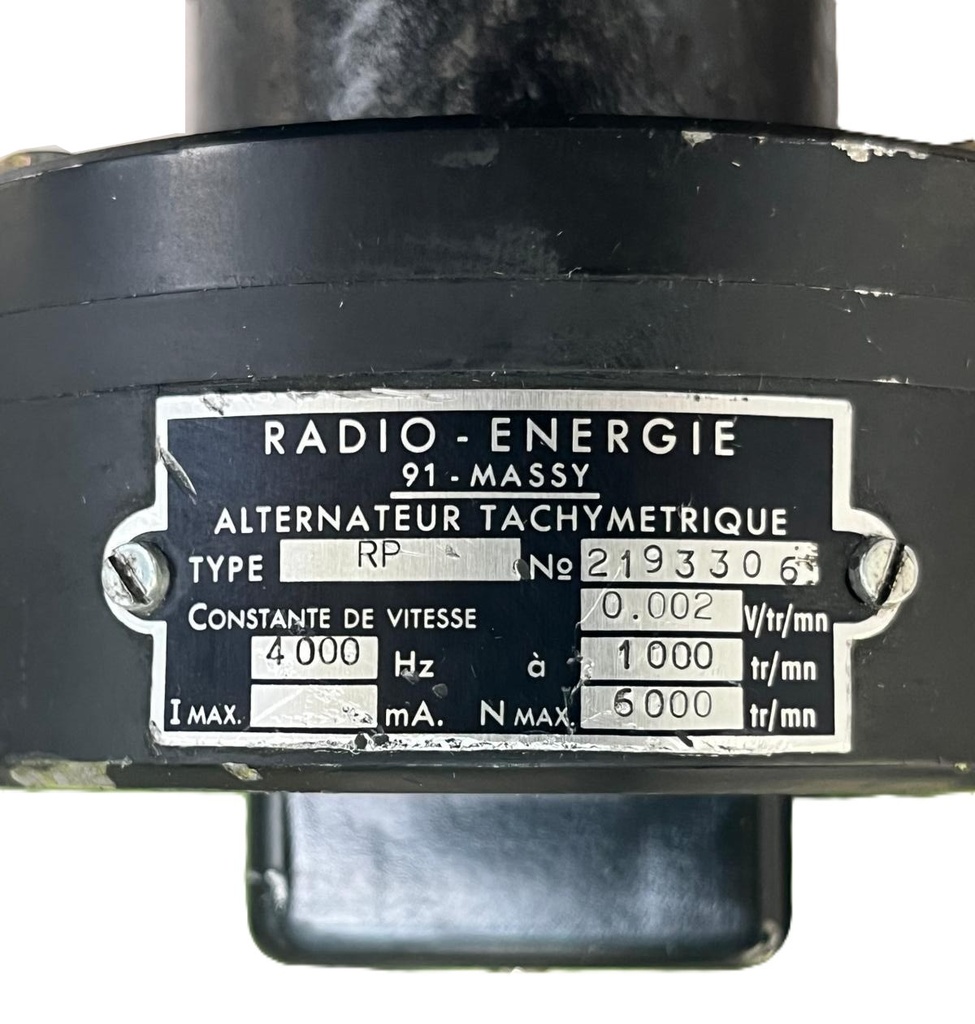 RADIO - ENERGIE
91 - MASSY
ALTERNATEUR TACHYMETRIQUE
TYPE RP No 2193306
CONSTANTE DE VITESSE 0.002 V/tr/mn
4000 Hz à 1000 tr/mn
I MAX. mA. N MAX. 6000 tr/mn